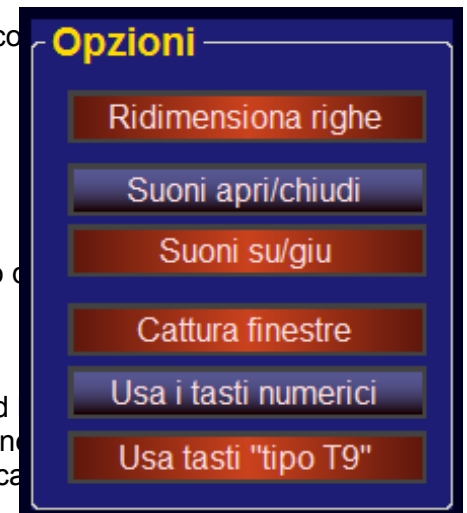 Opzioni
Ridimensiona righe
Suoni apri/chiudi
Suoni su/giu
Cattura finestre
Usa i tasti numerici
Usa tasti "tipo T9"